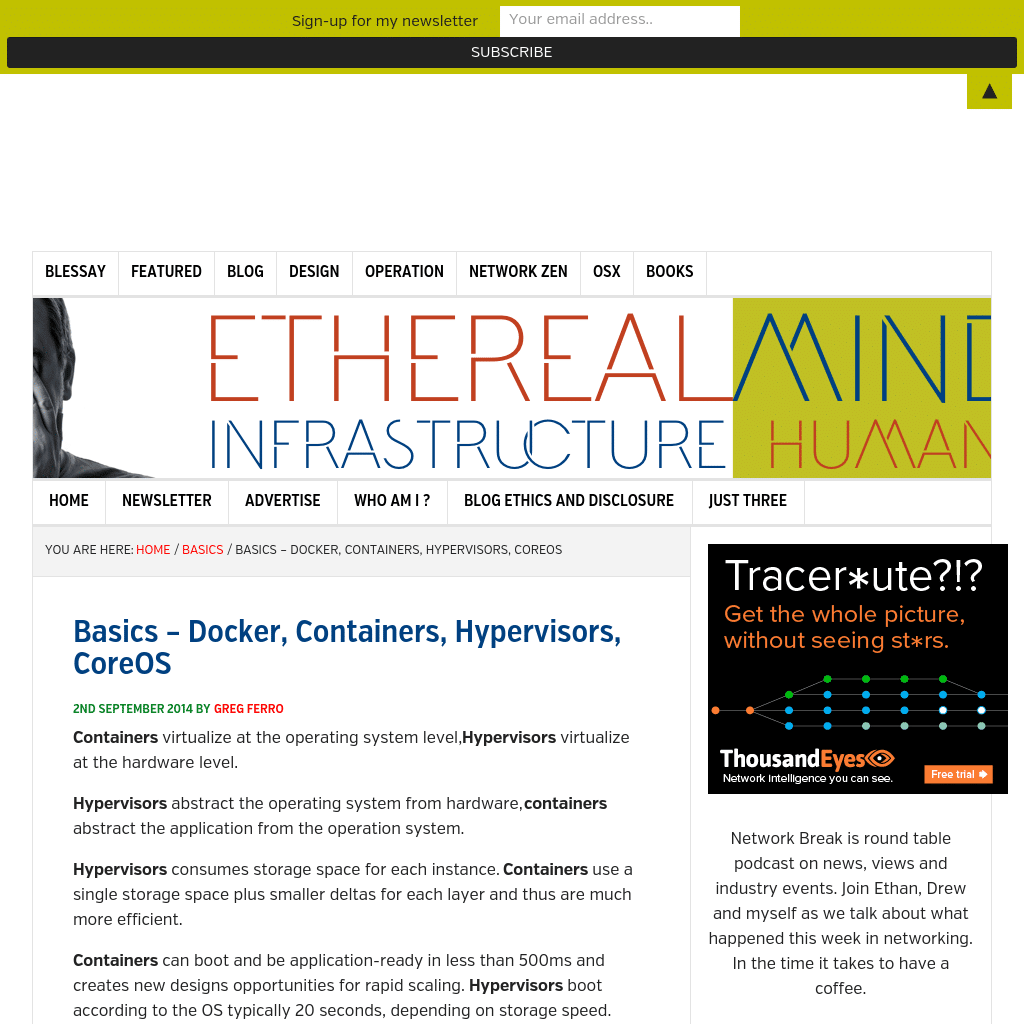 Sign-up for my newsletter
Your email address..
SUBSCRIBE
▲
BLESSAY FEATURED BLOG DESIGN OPERATION NETWORK ZEN OSX BOOKS
ETHEREALMIND
INFRASTRUCTURE HUMAN
HOME NEWSLETTER ADVERTISE WHO AM I ? BLOG ETHICS AND DISCLOSURE JUST THREE
YOU ARE HERE: HOME / BASICS / BASICS – DOCKER, CONTAINERS, HYPERVISORS, COREOS
Basics – Docker, Containers, Hypervisors,
CoreOS
2ND SEPTEMBER 2014 BY GREG FERRO
Containers virtualize at the operating system level,Hypervisors virtualize
at the hardware level.
Hypervisors abstract the operating system from hardware,containers
abstract the application from the operation system.
Hypervisors consumes storage space for each instance. Containers use a
single storage space plus smaller deltas for each layer and thus are much
more efficient.
Containers can boot and be application-ready in less than 500ms and
creates new designs opportunities for rapid scaling. Hypervisors boot
according to the OS typically 20 seconds, depending on storage speed.
Tracer*ute?!?
Get the whole picture,
without seeing st*rs.
ThousandEyes
Network intelligence you can see.
Free trial
Network Break is round table
podcast on news, views and
industry events. Join Ethan, Drew
and myself as we talk about what
happened this week in networking.
In the time it takes to have a
coffee.